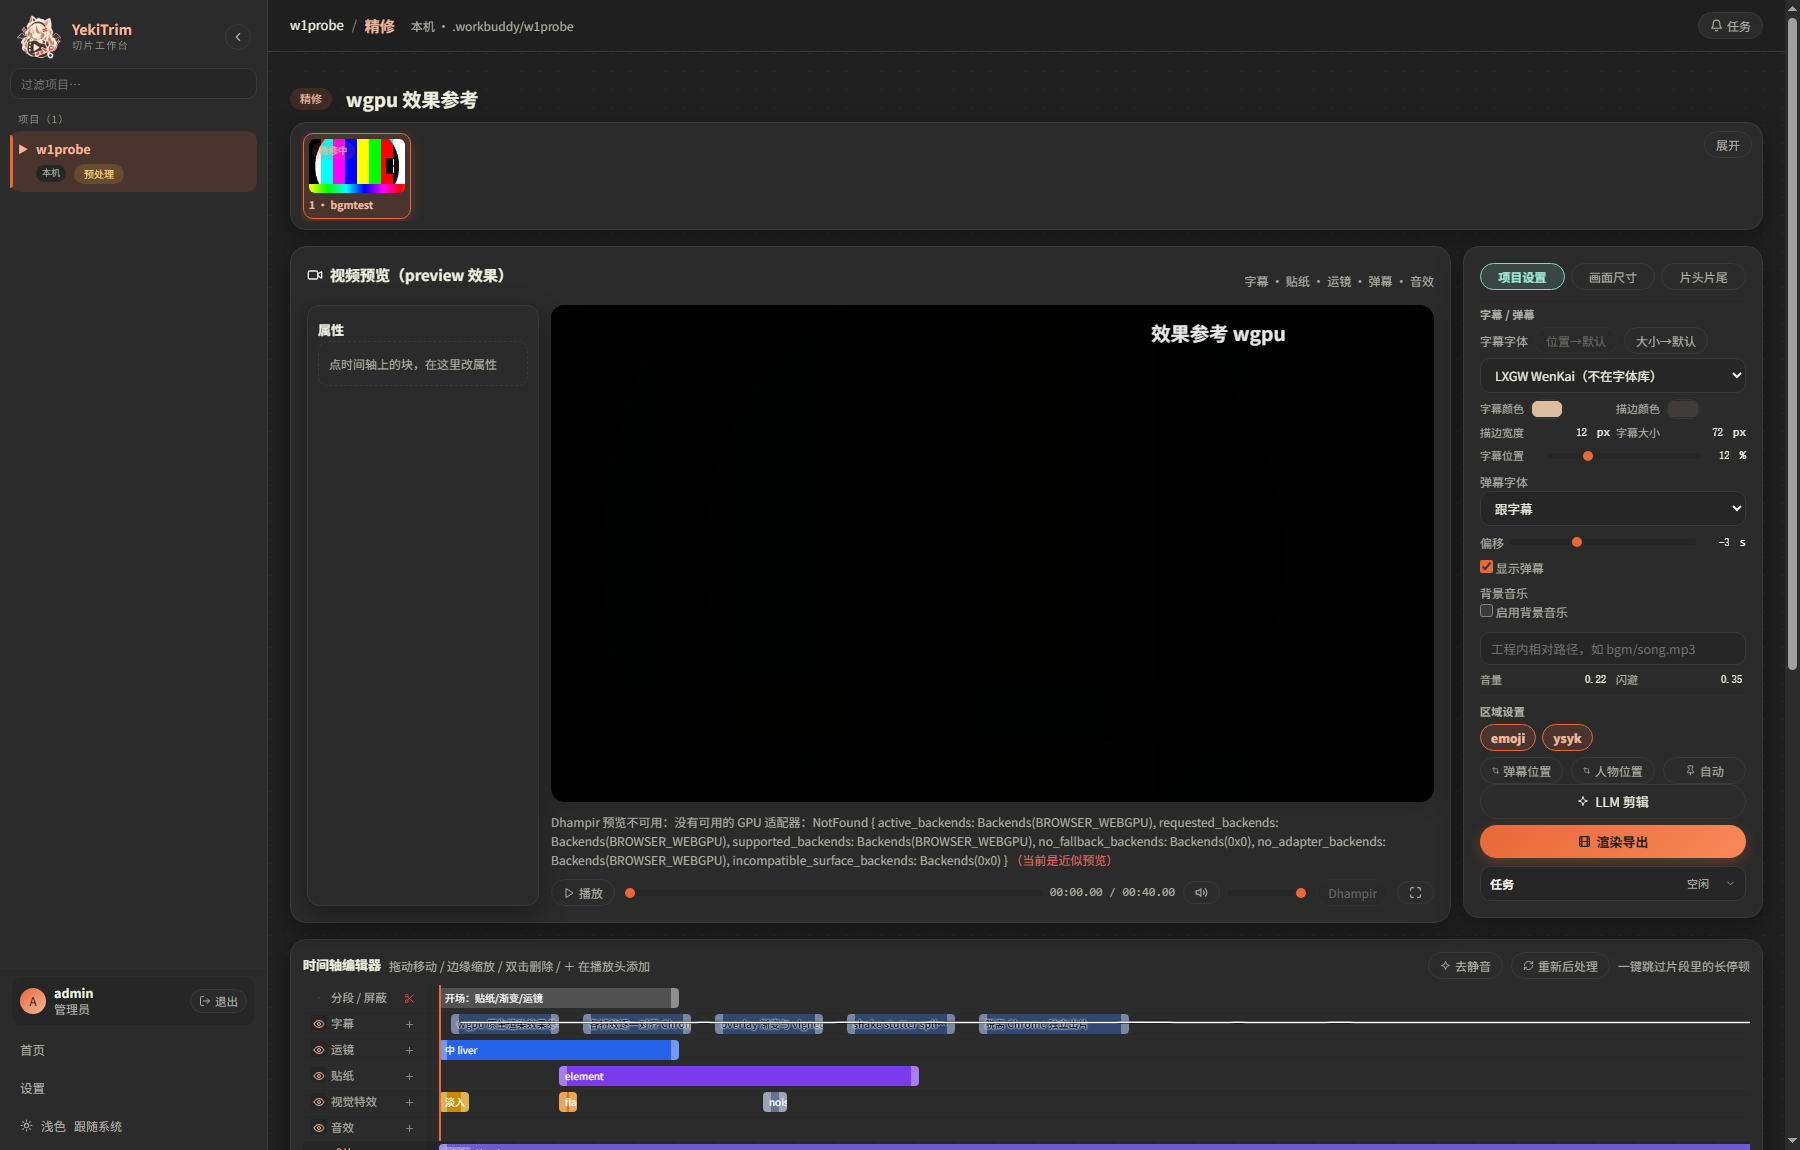 YekiTrim
切片工作台
过滤项目…
项目（1）
w1probe
本机 预处理
admin
管理员
退出
首页
设置
浅色 跟随系统
w1probe / 精修 本机 · .workbuddy/w1probe
任务
精修 wgpu 效果参考
精修中
1 · bgmtest
展开
视频预览（preview 效果）
字幕 · 贴纸 · 运镜 · 弹幕 · 音效
属性
点时间轴上的块，在这里改属性
效果参考 wgpu
Dhampir 预览不可用：没有可用的 GPU 适配器：NotFound { active_backends: Backends(BROWSER_WEBGPU), requested_backends:
Backends(BROWSER_WEBGPU), supported_backends: Backends(BROWSER_WEBGPU), no_fallback_backends: Backends(0x0), no_adapter_backends:
Backends(BROWSER_WEBGPU), incompatible_surface_backends: Backends(0x0) } （当前是近似预览）
播放
00:00.00 / 00:40.00
Dhampir
项目设置 画面尺寸 片头片尾
字幕 / 弹幕
字幕字体 位置→默认 大小→默认
LXGW WenKai（不在字体库）
字幕颜色 描边颜色
描边宽度 12 px 字幕大小 72 px
字幕位置 12 %
弹幕字体
跟字幕
偏移 -3 s
显示弹幕
背景音乐
启用背景音乐
工程内相对路径，如 bgm/song.mp3
音量 0.22 闪避 0.35
区域设置
emoji ysyk
弹幕位置 人物位置 自动
LLM 剪辑
渲染导出
任务 空闲
时间轴编辑器 拖动移动 / 边缘缩放 / 双击删除 / ＋ 在播放头添加
去静音 重新后处理 一键跳过片段里的长停顿
分段 / 屏蔽 开场：贴纸/渐变/运镜
字幕
运镜 中 liver
贴纸 element
视觉特效 淡入 fla nois
音效